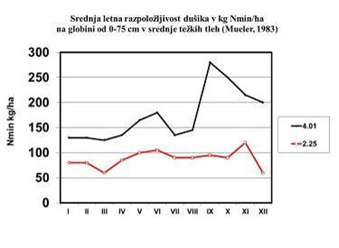 Srednja letna razpoložljivost dušika v kg Nmin/ha
na globini od 0-75 cm v srednje težkih tleh (Mueler, 1983)
300
250
200
150
100
50
0
Nmin kg/ha
I II III IV V VI VII VIII IX X XI XII
4.01
2.25